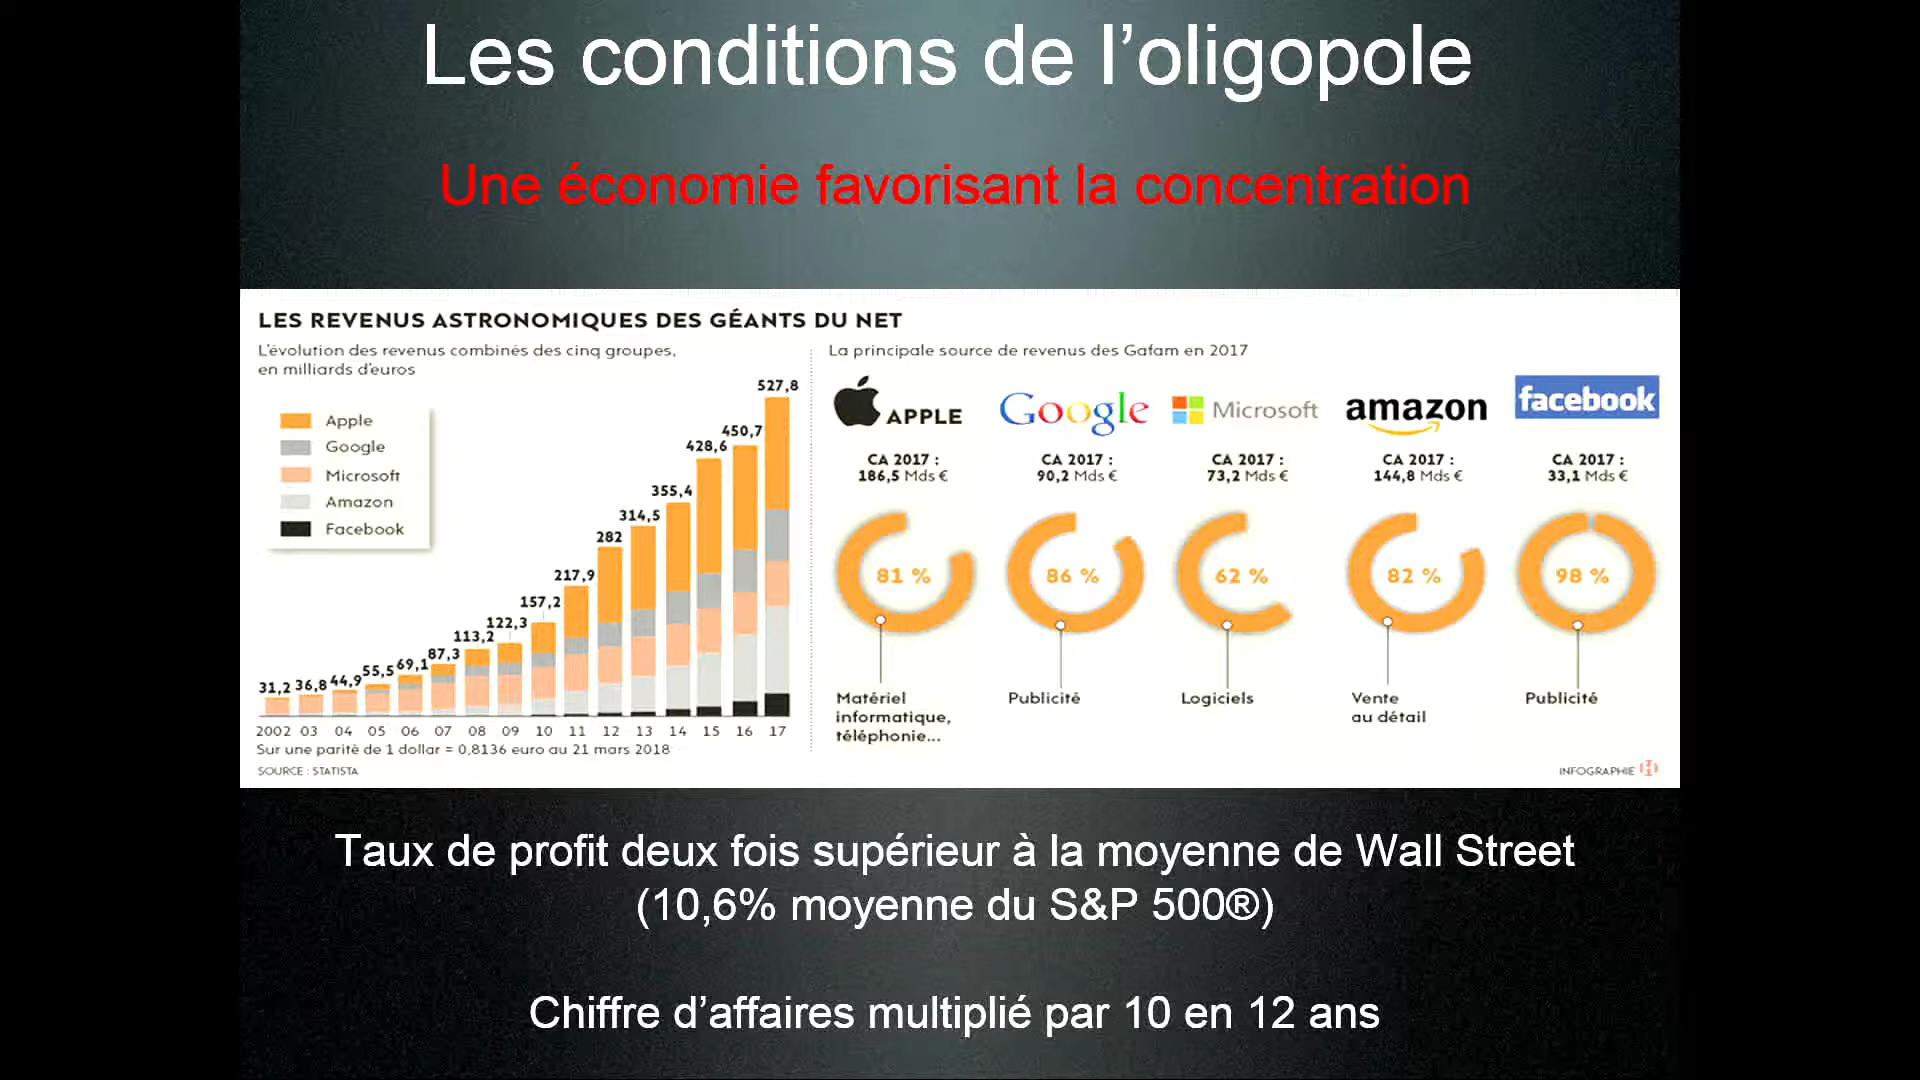 Les conditions de l’oligopole
Une économie favorisant la concentration
LES REVENUS ASTRONOMIQUES DES GÉANTS DU NET
L'évolution des revenus combinés des cinq groupes,
en milliards d'euros
Apple
Google
Microsoft
Amazon
Facebook
31,2 36,8 44,9 55,5 69,1 87,3 113,2 122,3 157,2 217,9 282 314,5 355,4 428,6 450,7 527,8
2002 03 04 05 06 07 08 09 10 11 12 13 14 15 16 17
Sur une parité de 1 dollar = 0,8136 euro au 21 mars 2018
SOURCE : STATISTA
La principale source de revenus des Gafam en 2017
APPLE Google Microsoft amazon facebook
CA 2017 : CA 2017 : CA 2017 : CA 2017 : CA 2017 :
186,5 Mds € 90,2 Mds € 73,2 Mds € 144,8 Mds € 33,1 Mds €
81 % 86 % 62 % 82 % 98 %
Matériel
informatique,
téléphonie...
Publicité
Logiciels
Vente
au détail
Publicité
INFOGRAPHIE
Taux de profit deux fois supérieur à la moyenne de Wall Street
(10,6% moyenne du S&P 500®)
Chiffre d’affaires multiplié par 10 en 12 ans